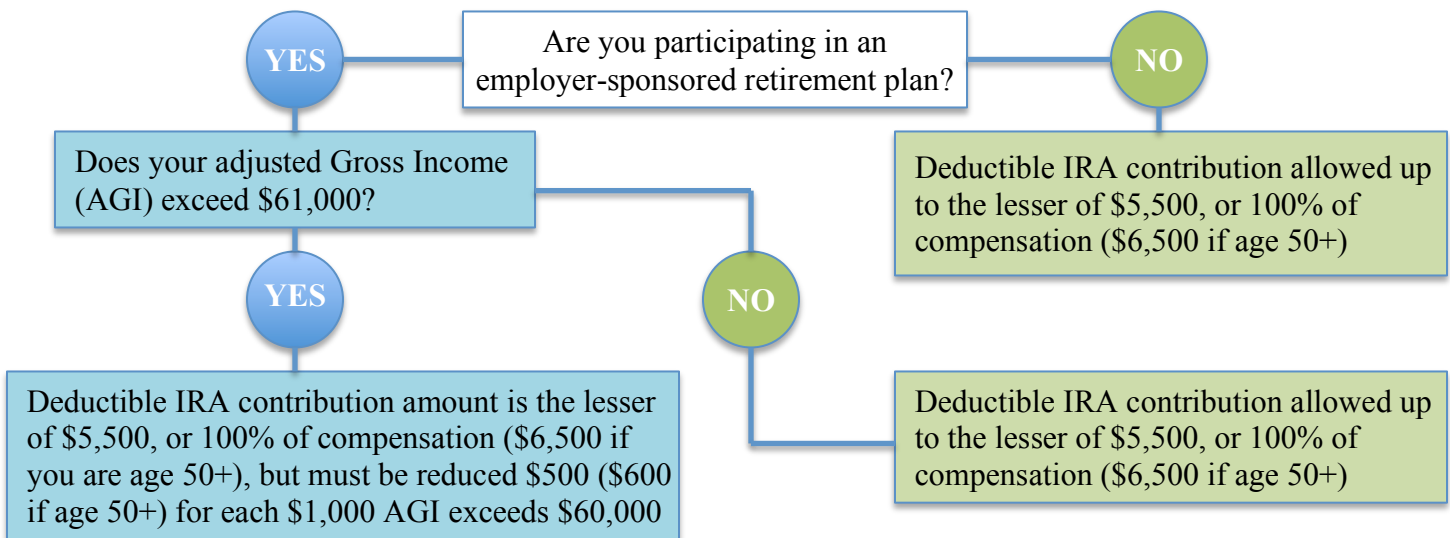 Are you participating in an
employer-sponsored retirement plan?
YES
NO
Does your adjusted Gross Income
(AGI) exceed $61,000?
Deductible IRA contribution allowed up
to the lesser of $5,500, or 100% of
compensation ($6,500 if age 50+)
YES
NO
Deductible IRA contribution amount is the lesser
of $5,500, or 100% of compensation ($6,500 if
you are age 50+), but must be reduced $500 ($600
if age 50+) for each $1,000 AGI exceeds $60,000
Deductible IRA contribution allowed up
to the lesser of $5,500, or 100% of
compensation ($6,500 if age 50+)